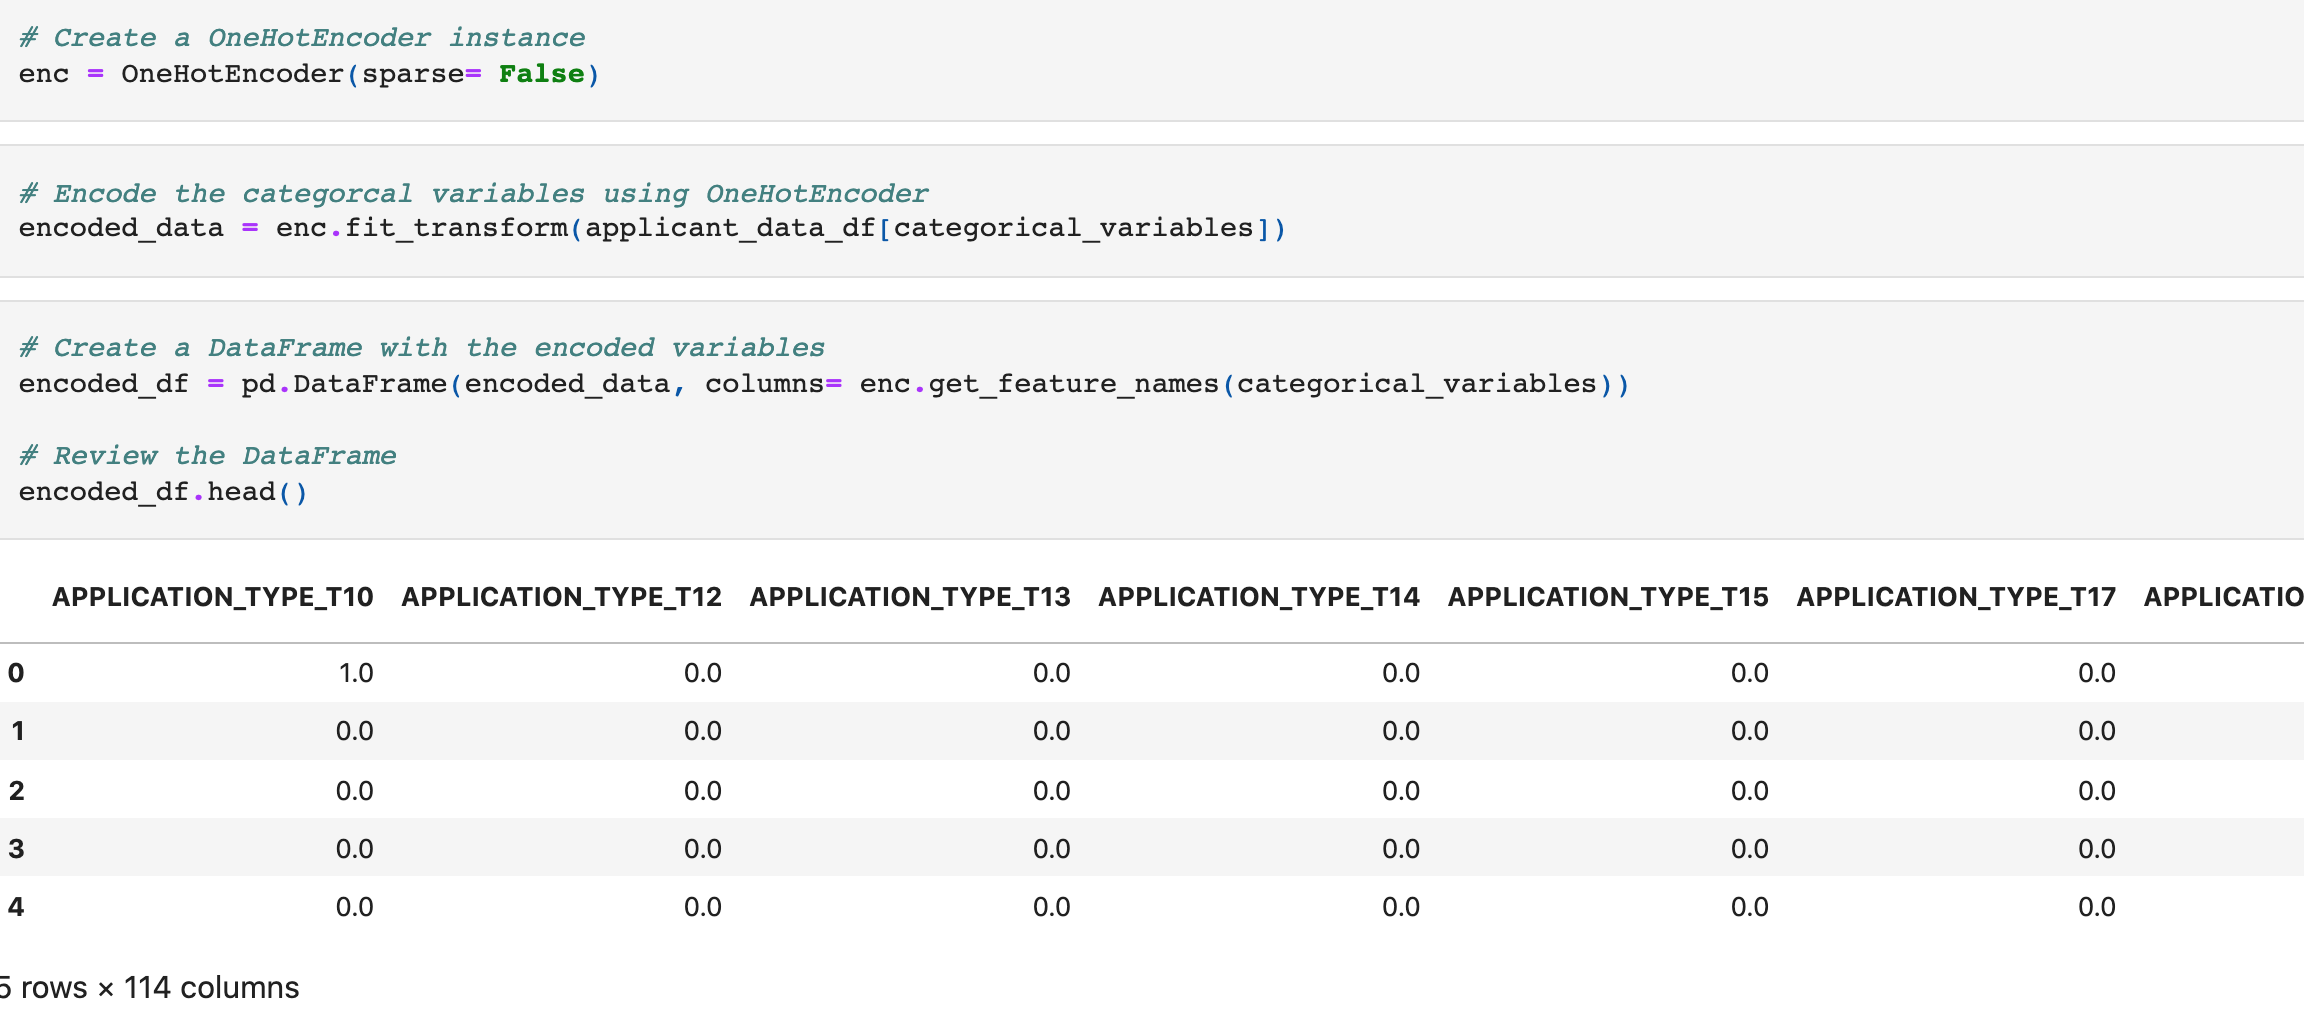 # Create a OneHotEncoder instance
enc = OneHotEncoder(sparse= False)
# Encode the categorcal variables using OneHotEncoder
encoded_data = enc.fit_transform(applicant_data_df[categorical_variables])
# Create a DataFrame with the encoded variables
encoded_df = pd.DataFrame(encoded_data, columns= enc.get_feature_names(categorical_variables))
# Review the DataFrame
encoded_df.head()
APPLICATION_TYPE_T10 APPLICATION_TYPE_T12 APPLICATION_TYPE_T13 APPLICATION_TYPE_T14 APPLICATION_TYPE_T15 APPLICATION_TYPE_T17 APPLICATIO
0 1.0 0.0 0.0 0.0 0.0 0.0
1 0.0 0.0 0.0 0.0 0.0 0.0
2 0.0 0.0 0.0 0.0 0.0 0.0
3 0.0 0.0 0.0 0.0 0.0 0.0
4 0.0 0.0 0.0 0.0 0.0 0.0
5 rows × 114 columns